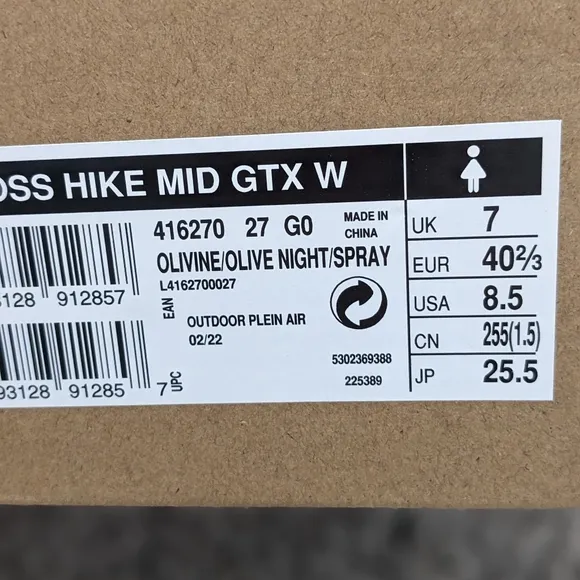 OSS HIKE MID GTX W
416270 27 G0
MADE IN
CHINA
OLIVINE/OLIVE NIGHT/SPRAY
L4162700027
EAN
3128 912857
OUTDOOR PLEIN AIR
02/22
5302369388
225389
93128 91285 7
UPC
UK 7
EUR 40⅔
USA 8.5
CN 255(1.5)
JP 25.5